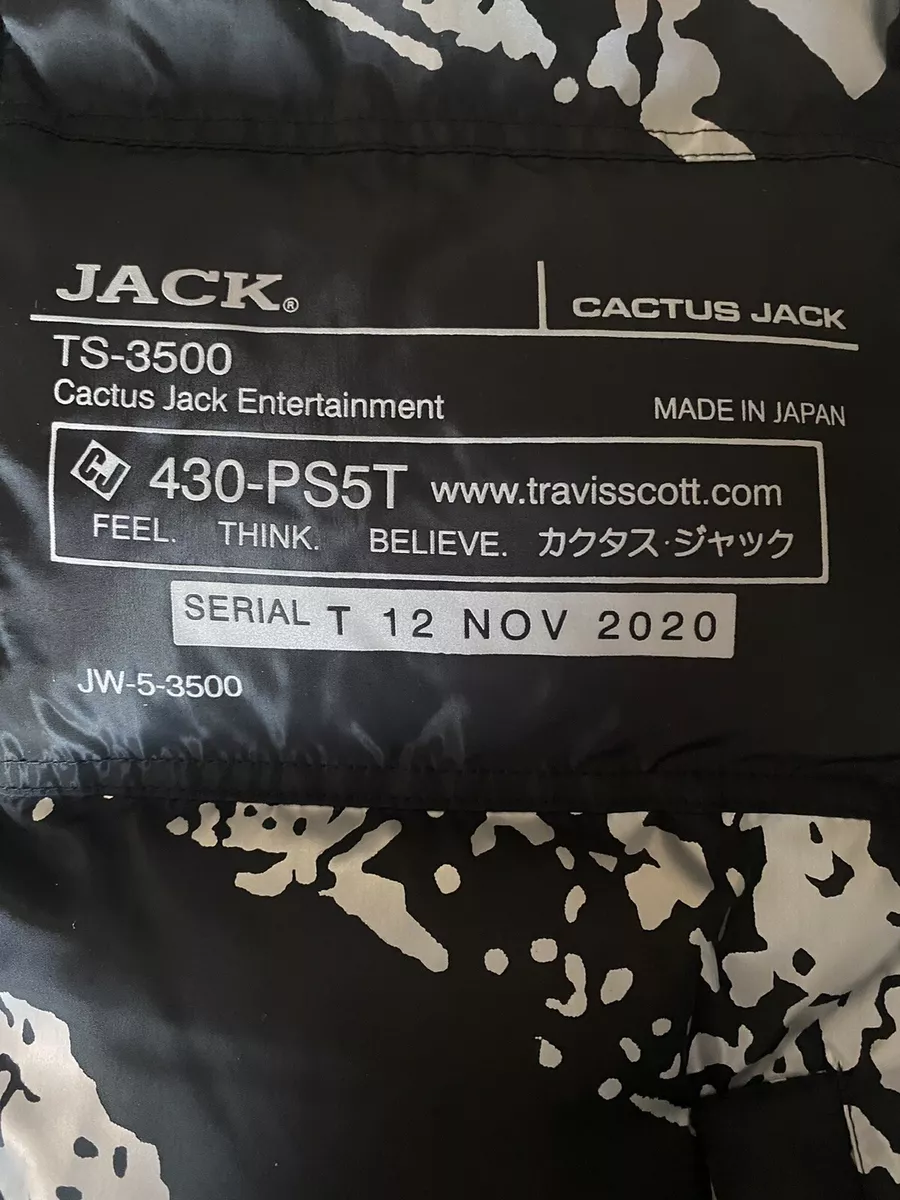 JACK®
CACTUS JACK
TS-3500
Cactus Jack Entertainment
MADE IN JAPAN
CJ 430-PS5T www.travisscott.com
FEEL. THINK. BELIEVE. カクタス・ジャック
SERIAL T 12 NOV 2020
JW-5-3500